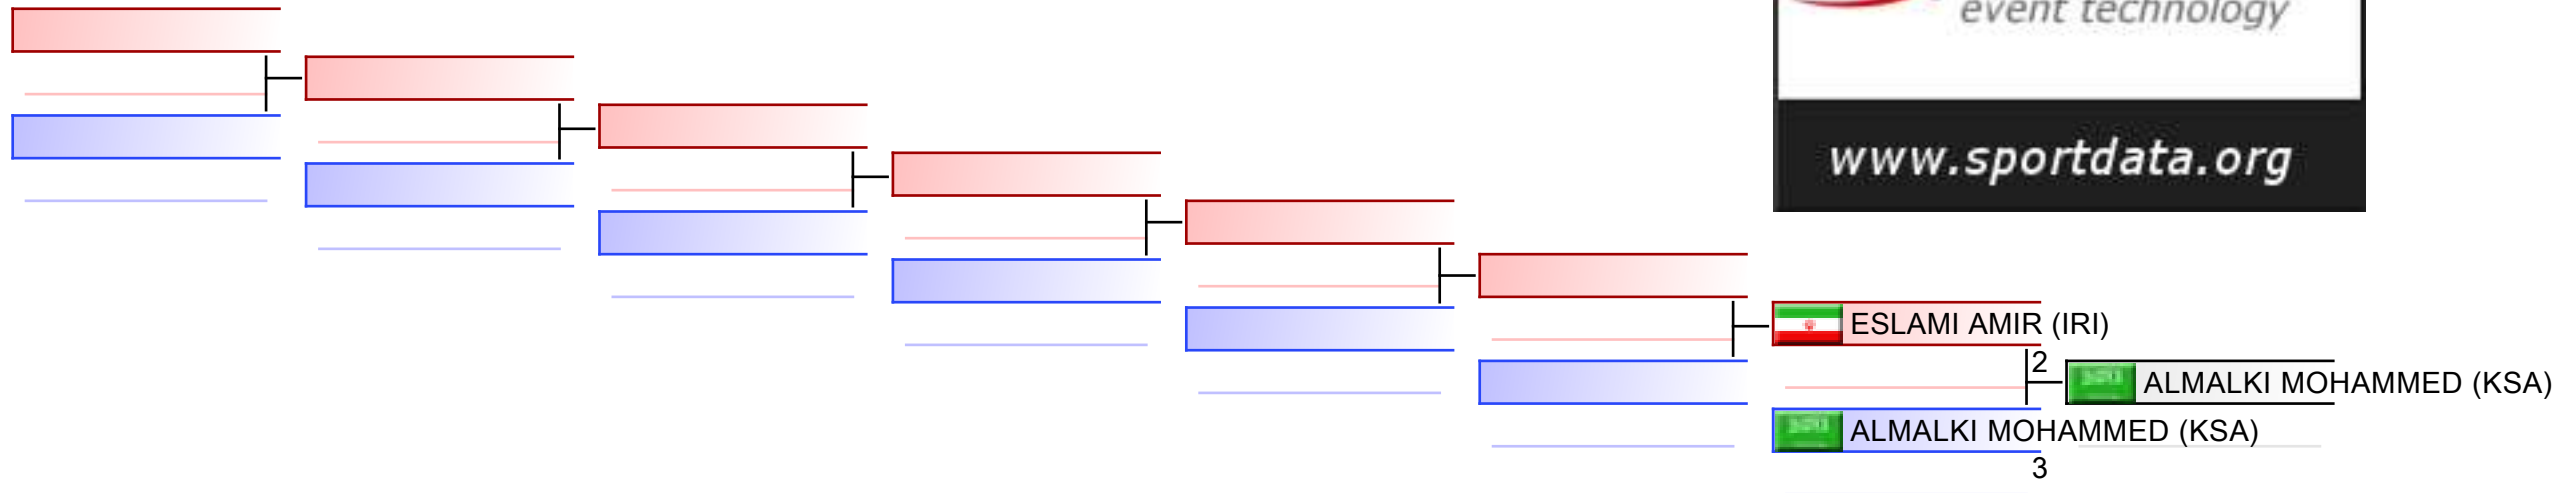 event technology
www.sportdata.org
ESLAMI AMIR (IRI)
2
ALMALKI MOHAMMED (KSA)
ALMALKI MOHAMMED (KSA)
3